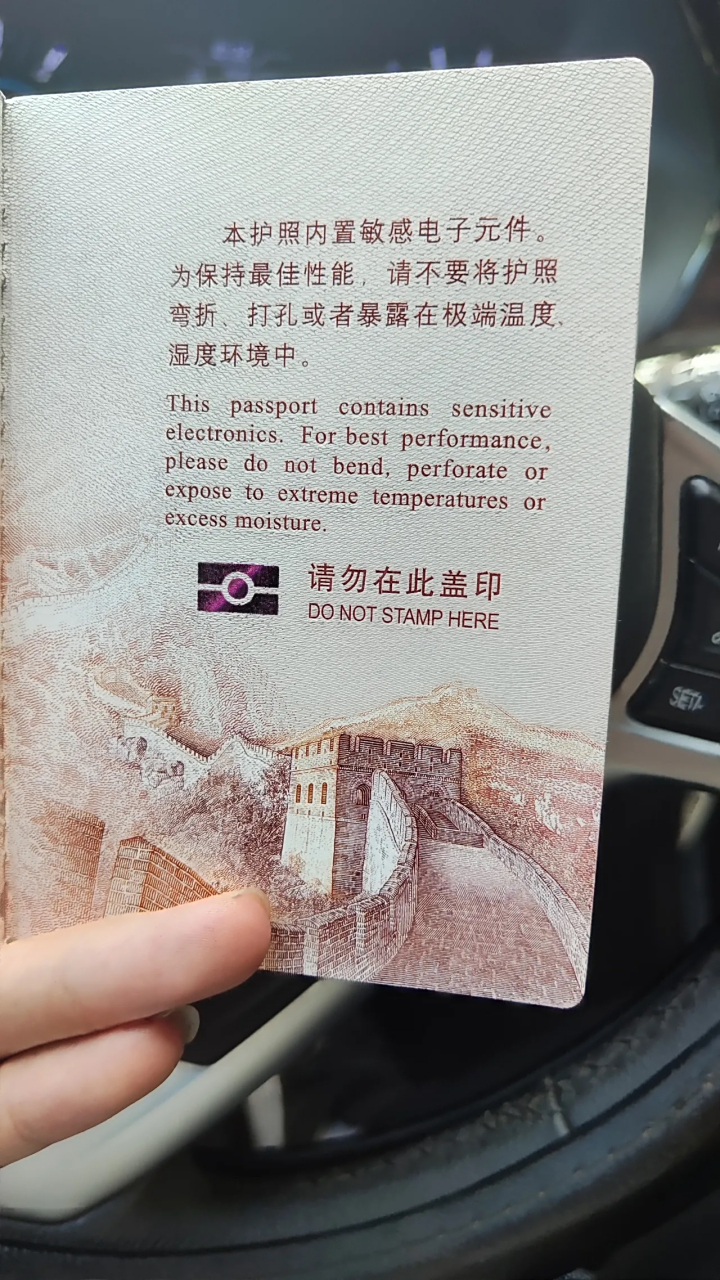 本护照内置敏感电子元件。
为保持最佳性能，请不要将护照
弯折、打孔或者暴露在极端温度、
湿度环境中。
This passport contains sensitive
electronics. For best performance,
please do not bend, perforate or
expose to extreme temperatures or
excess moisture.
请勿在此盖印
DO NOT STAMP HERE